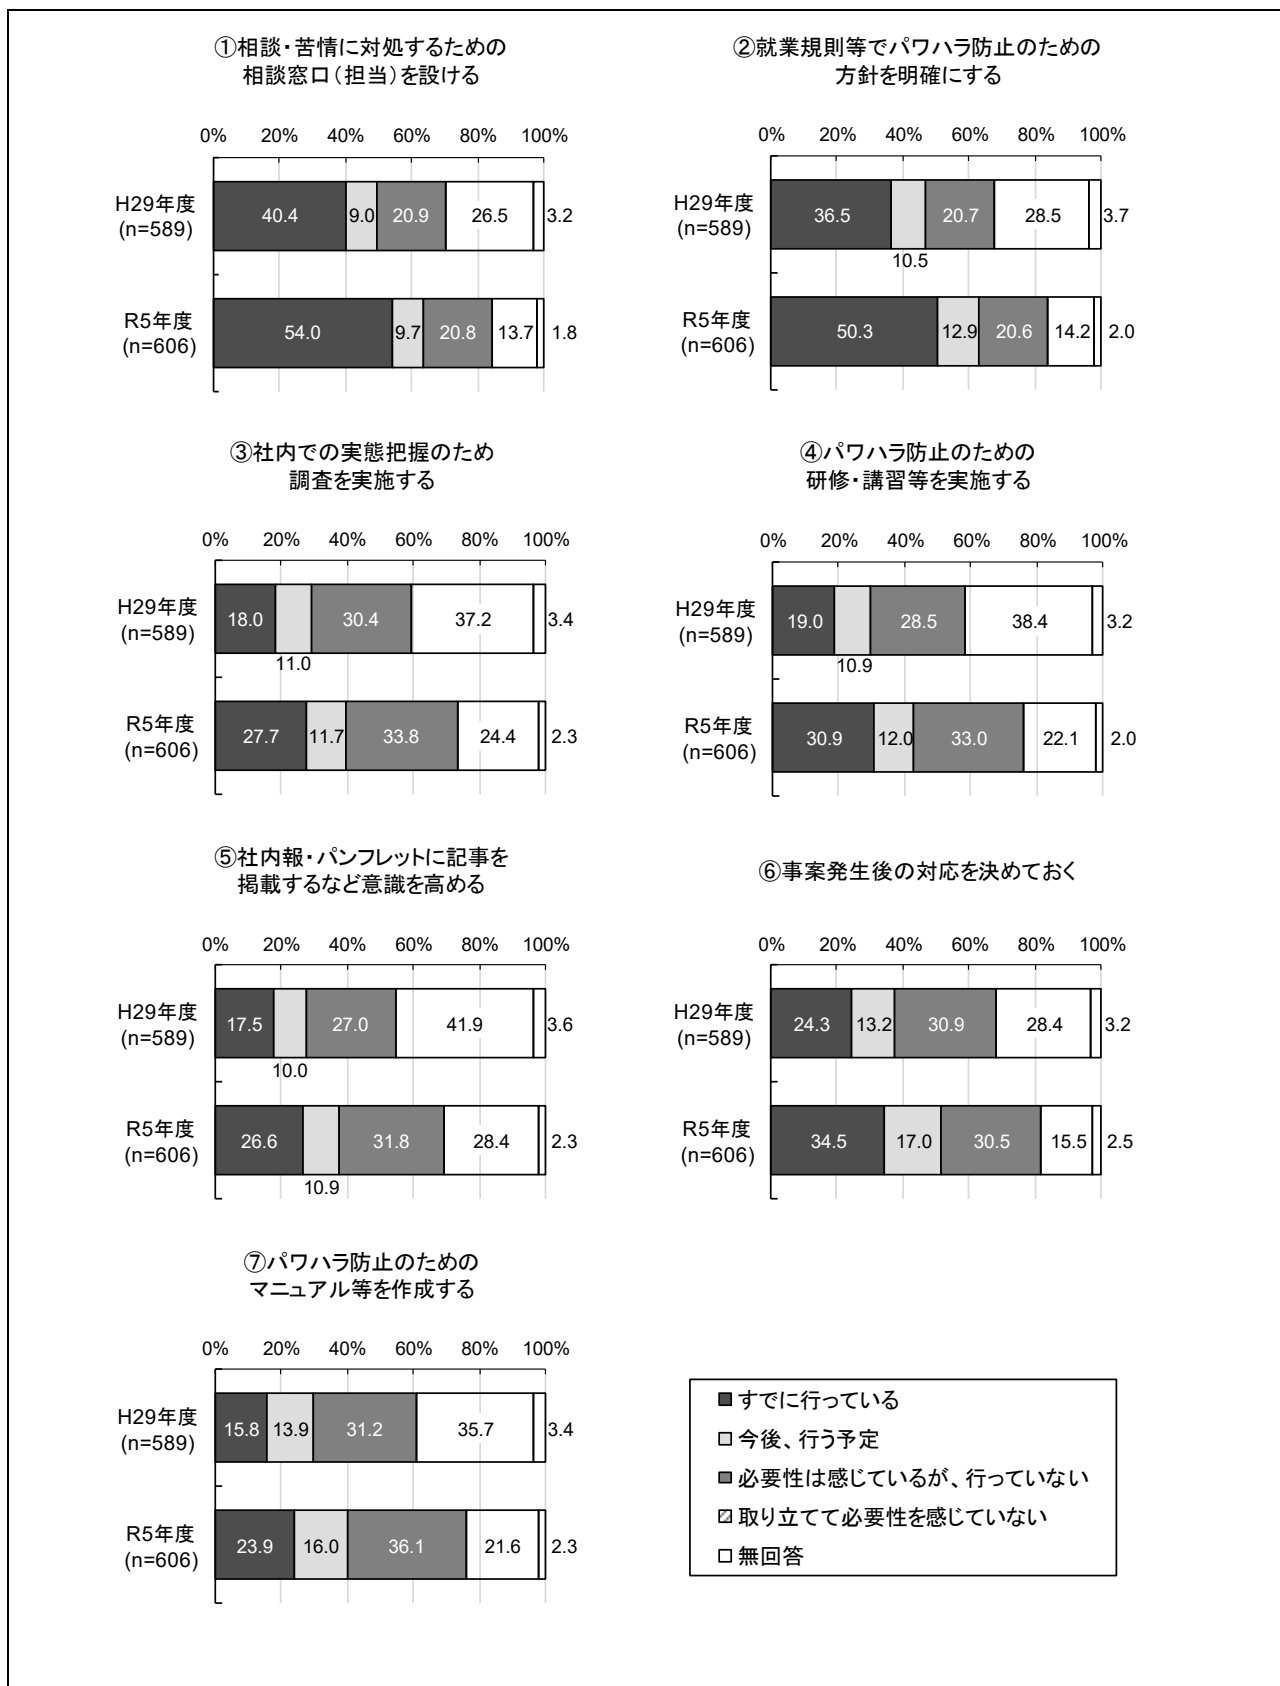 ①相談・苦情に対処するための
相談窓口（担当）を設ける
0% 20% 40% 60% 80% 100%
H29年度
(n=589)
40.4 9.0 20.9 26.5 3.2
R5年度
(n=606)
54.0 9.7 20.8 13.7 1.8
②就業規則等でパワハラ防止のための
方針を明確にする
0% 20% 40% 60% 80% 100%
H29年度
(n=589)
36.5 20.7 28.5 3.7
10.5
R5年度
(n=606)
50.3 12.9 20.6 14.2 2.0
③社内での実態把握のため
調査を実施する
0% 20% 40% 60% 80% 100%
H29年度
(n=589)
18.0 30.4 37.2 3.4
11.0
R5年度
(n=606)
27.7 11.7 33.8 24.4 2.3
④パワハラ防止のための
研修・講習等を実施する
0% 20% 40% 60% 80% 100%
H29年度
(n=589)
19.0 28.5 38.4 3.2
10.9
R5年度
(n=606)
30.9 12.0 33.0 22.1 2.0
⑤社内報・パンフレットに記事を
掲載するなど意識を高める
0% 20% 40% 60% 80% 100%
H29年度
(n=589)
17.5 27.0 41.9 3.6
10.0
R5年度
(n=606)
26.6 31.8 28.4 2.3
10.9
⑥事案発生後の対応を決めておく
0% 20% 40% 60% 80% 100%
H29年度
(n=589)
24.3 13.2 30.9 28.4 3.2
R5年度
(n=606)
34.5 17.0 30.5 15.5 2.5
⑦パワハラ防止のための
マニュアル等を作成する
0% 20% 40% 60% 80% 100%
H29年度
(n=589)
15.8 13.9 31.2 35.7 3.4
R5年度
(n=606)
23.9 16.0 36.1 21.6 2.3
すでに行っている
今後、行う予定
必要性は感じているが、行っていない
取り立てて必要性を感じていない
無回答